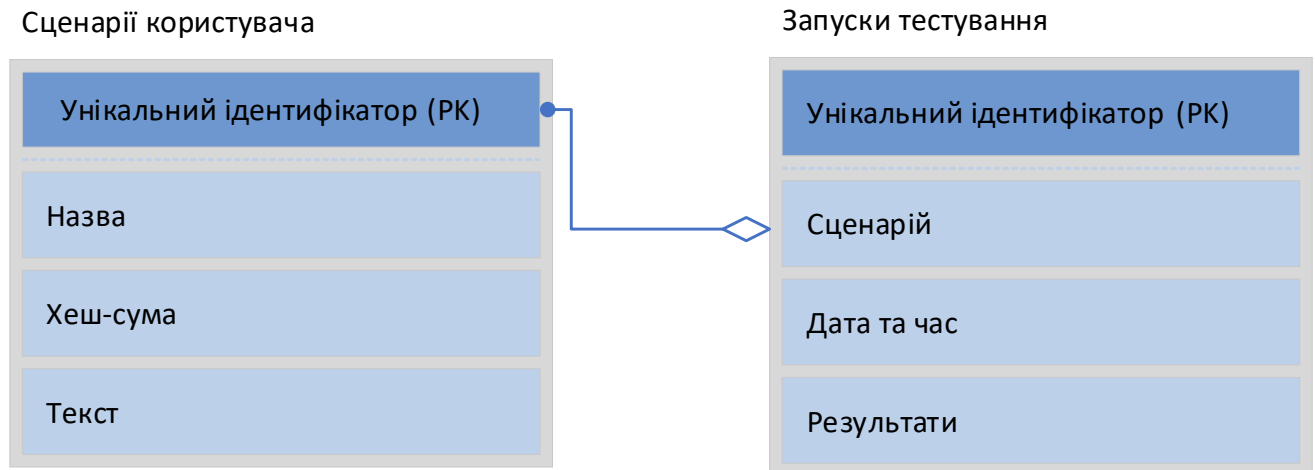 Сценарії користувача
Унікальний ідентифікатор (PK)
Назва
Хеш-сума
Текст
Запуски тестування
Унікальний ідентифікатор (PK)
Сценарій
Дата та час
Результати